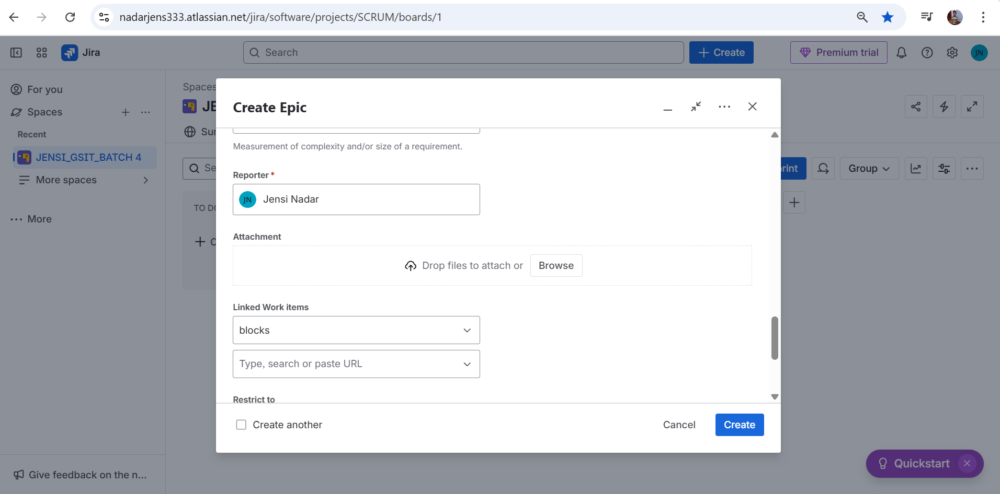 nadarjens333.atlassian.net/jira/software/projects/SCRUM/boards/1
Jira
Search
Create
Premium trial
JN
For you
Spaces
Recent
JENSI_GSIT_BATCH 4
More spaces
More
Give feedback on the n...
Spaces
JE
Sur
Se
print
Group
TO DO
C
Create Epic
Measurement of complexity and/or size of a requirement.
Reporter *
JN Jensi Nadar
Attachment
Drop files to attach or Browse
Linked Work items
blocks
Type, search or paste URL
Restrict to
Create another
Cancel
Create
Quickstart